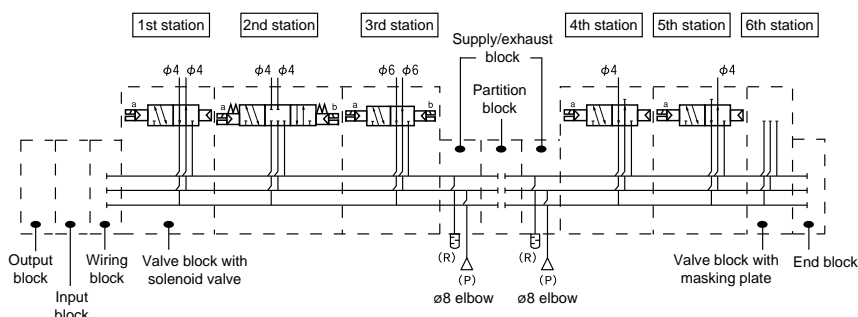 1st station
2nd station
3rd station
4th station
5th station
6th station
Supply/exhaust
block
Partition
block
ϕ4 ϕ4
ϕ4 ϕ4
ϕ6 ϕ6
ϕ4
ϕ4
a
a b
a b
a
a
Output
block
Input
block
Wiring
block
Valve block with
solenoid valve
(R)
(P)
ø8 elbow
(R)
(P)
ø8 elbow
Valve block with
masking plate
End block